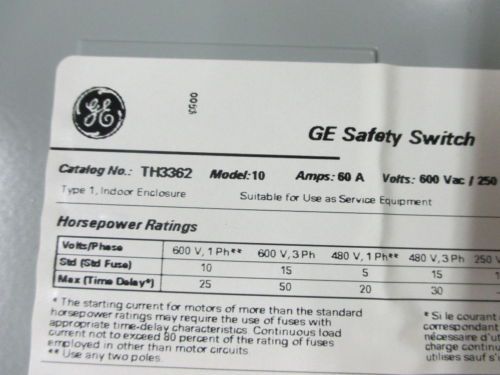 GE
0053
GE Safety Switch
Catalog No.: TH3362 Model: 10 Amps: 60 A Volts: 600 Vac / 250
Type 1, Indoor Enclosure Suitable for Use as Service Equipment
Horsepower Ratings
Volts/Phase 600 V, 1 Ph** 600 V, 3 Ph 480 V, 1 Ph** 480 V, 3 Ph 250 V
Std (Std Fuse) 10 15 5 15
Max (Time Delay*) 25 50 20 30
* The starting current for motors of more than the standard
horsepower ratings may require the use of fuses with
appropriate time-delay characteristics. Continuous load
current not to exceed 80 percent of the rating of fuses
employed in other than motor circuits.
** Use any two poles.
* Si le courant
correspondant
nécessaire d'ut
charge continu
utilises sauf s'